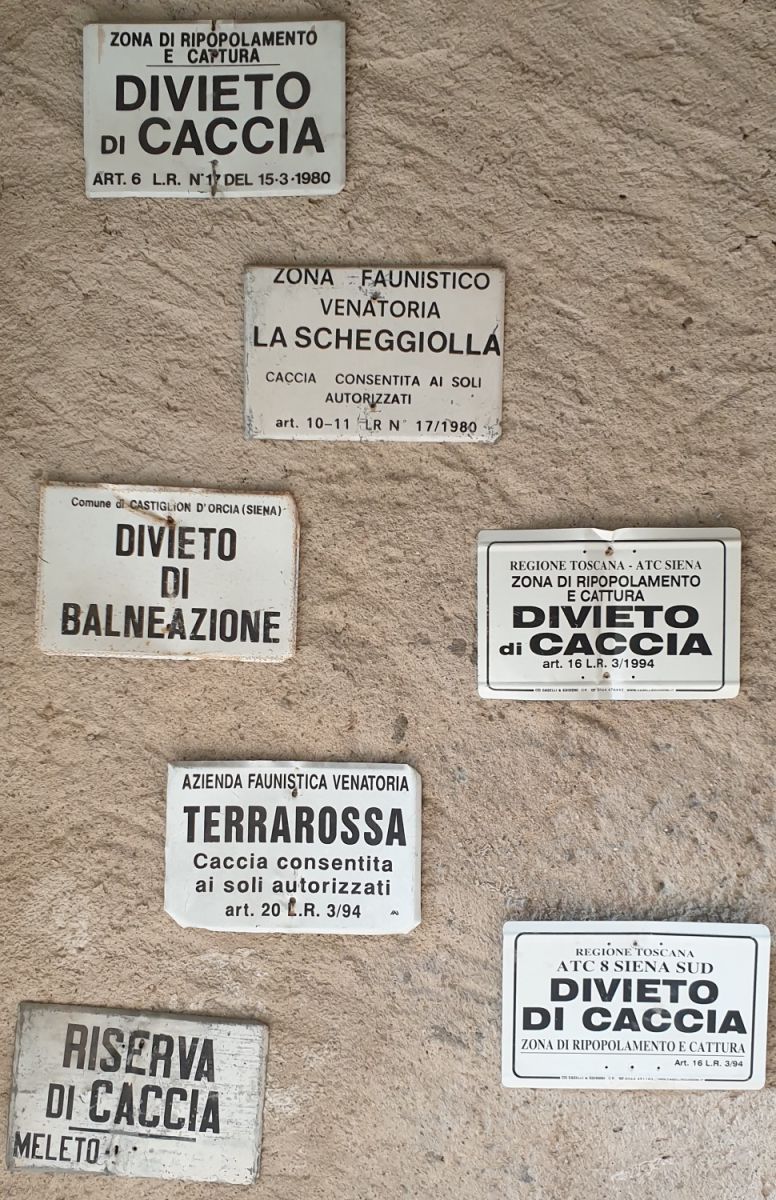 ZONA DI RIPOPOLAMENTO
E CATTURA
DIVIETO
DI CACCIA
ART. 6 L.R. N°17 DEL 15·3·1980
ZONA FAUNISTICO
VENATORIA
LA SCHEGGIOLLA
CACCIA CONSENTITA AI SOLI
AUTORIZZATI
art. 10-11 LR N° 17/1980
Comune di CASTIGLION D'ORCIA (SIENA)
DIVIETO
DI
BALNEAZIONE
REGIONE TOSCANA - ATC SIENA
ZONA DI RIPOPOLAMENTO
E CATTURA
DIVIETO
di CACCIA
art. 16 L.R. 3/1994
AZIENDA FAUNISTICA VENATORIA
TERRAROSSA
Caccia consentita
ai soli autorizzati
art. 20 L.R. 3/94
REGIONE TOSCANA
ATC 8 SIENA SUD
DIVIETO
DI CACCIA
ZONA DI RIPOPOLAMENTO E CATTURA
Art. 16 L.R. 3/94
RISERVA
DI CACCIA
MELETO